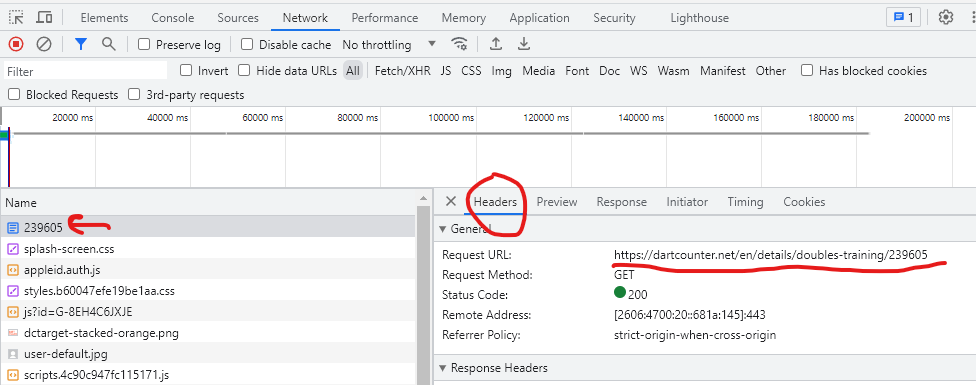 Elements Console Sources Network Performance Memory Application Security Lighthouse 1
Preserve log Disable cache No throttling
Filter Invert Hide data URLs All Fetch/XHR JS CSS Img Media Font Doc WS Wasm Manifest Other Has blocked cookies
Blocked Requests 3rd-party requests
20000 ms 40000 ms 60000 ms 80000 ms 100000 ms 120000 ms 140000 ms 160000 ms 180000 ms 200000 ms
Name
239605
splash-screen.css
appleid.auth.js
styles.b60047efe19be1aa.css
js?id=G-8EH4C6JXJE
dctarget-stacked-orange.png
user-default.jpg
scripts.4c90c947fc115171.js
Headers Preview Response Initiator Timing Cookies
General
Request URL: https://dartcounter.net/en/details/doubles-training/239605
Request Method: GET
Status Code: 200
Remote Address: [2606:4700:20::681a:145]:443
Referrer Policy: strict-origin-when-cross-origin
Response Headers